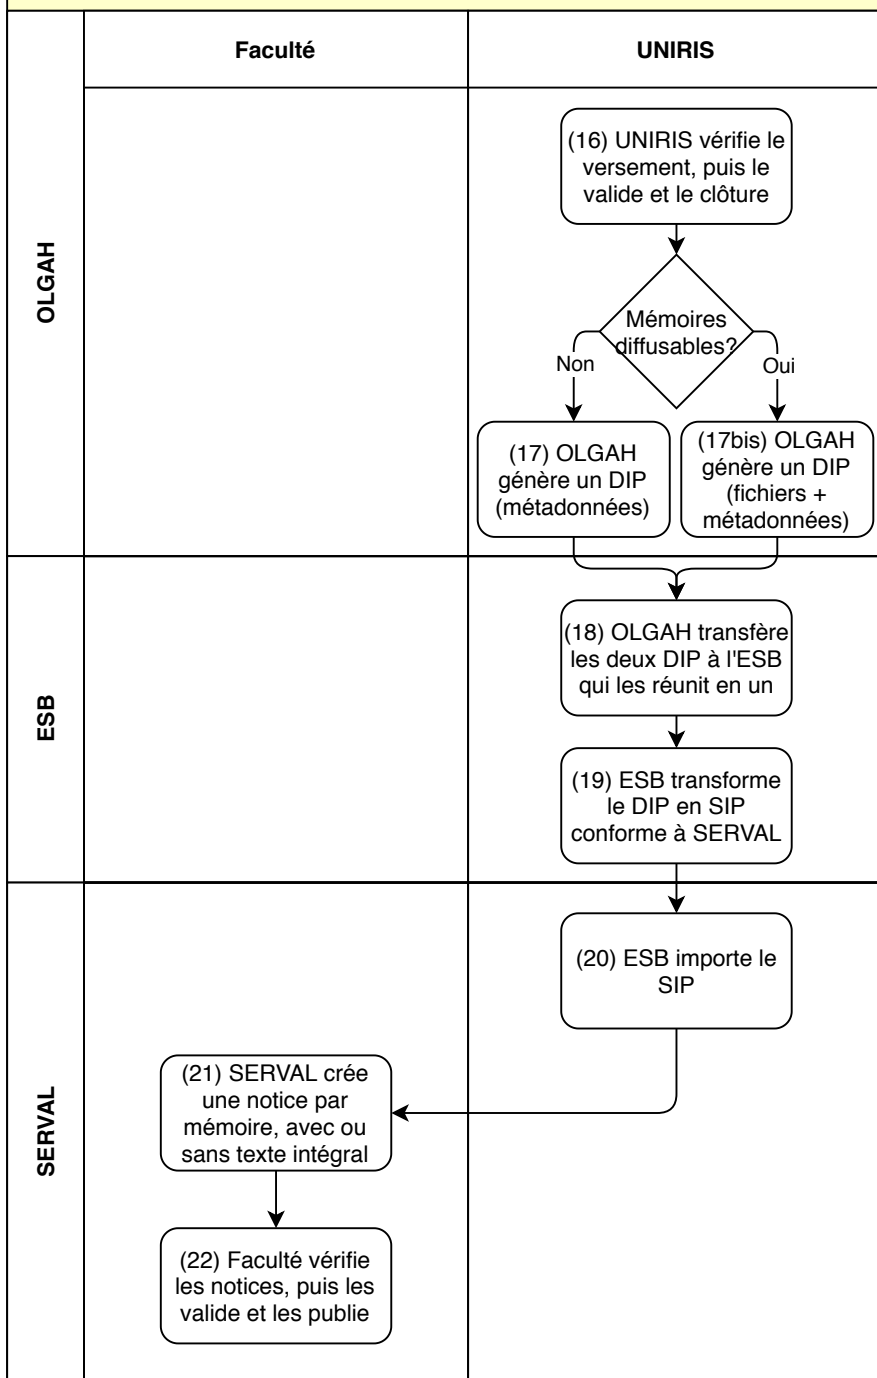 Faculté
UNIRIS
OLGAH
(16) UNIRIS vérifie le
versement, puis le
valide et le clôture
Mémoires
diffusables?
Non
Oui
(17) OLGAH
génère un DIP
(métadonnées)
(17bis) OLGAH
génère un DIP
(fichiers +
métadonnées)
ESB
(18) OLGAH transfère
les deux DIP à l'ESB
qui les réunit en un
(19) ESB transforme
le DIP en SIP
conforme à SERVAL
SERVAL
(20) ESB importe le
SIP
(21) SERVAL crée
une notice par
mémoire, avec ou
sans texte intégral
(22) Faculté vérifie
les notices, puis les
valide et les publie